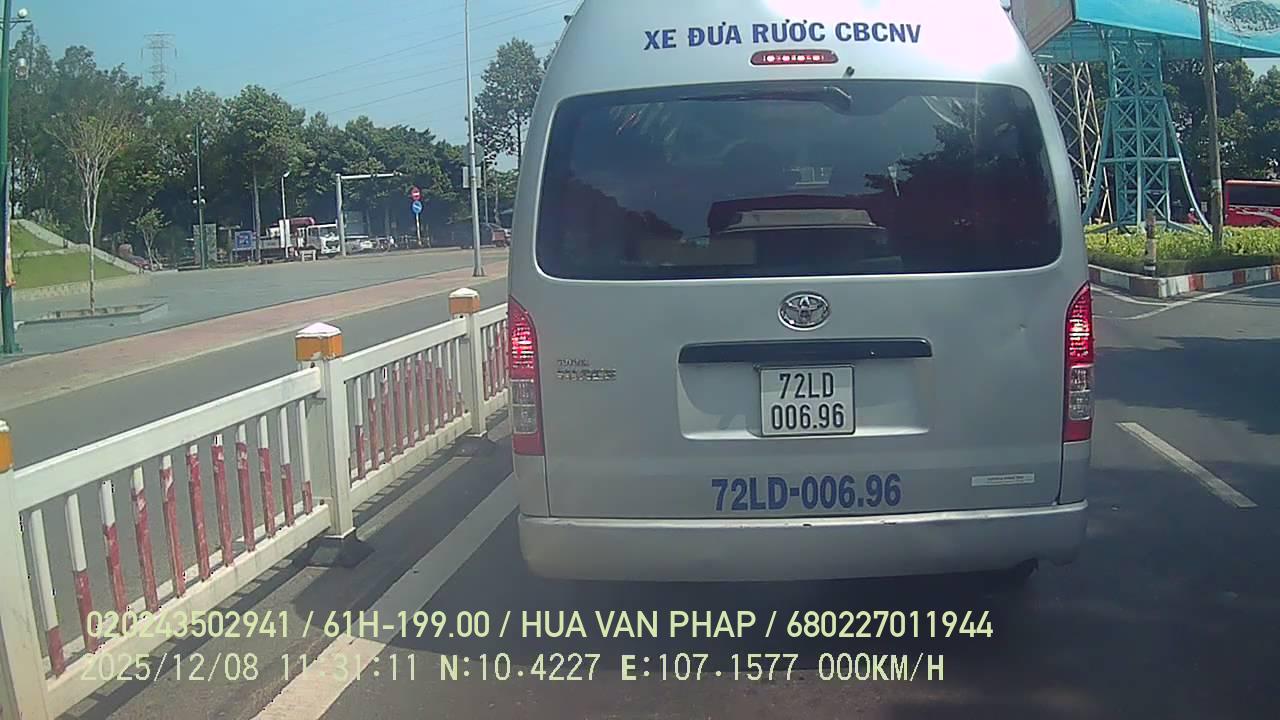 XE ĐƯA RƯỚC CBCNV
72LD
006.96
72LD-006.96
020243502941 / 61H-199.00 / HUA VAN PHAP / 680227011944
2025/12/08 11:31:11 N:10.4227 E:107.1577 000KM/H